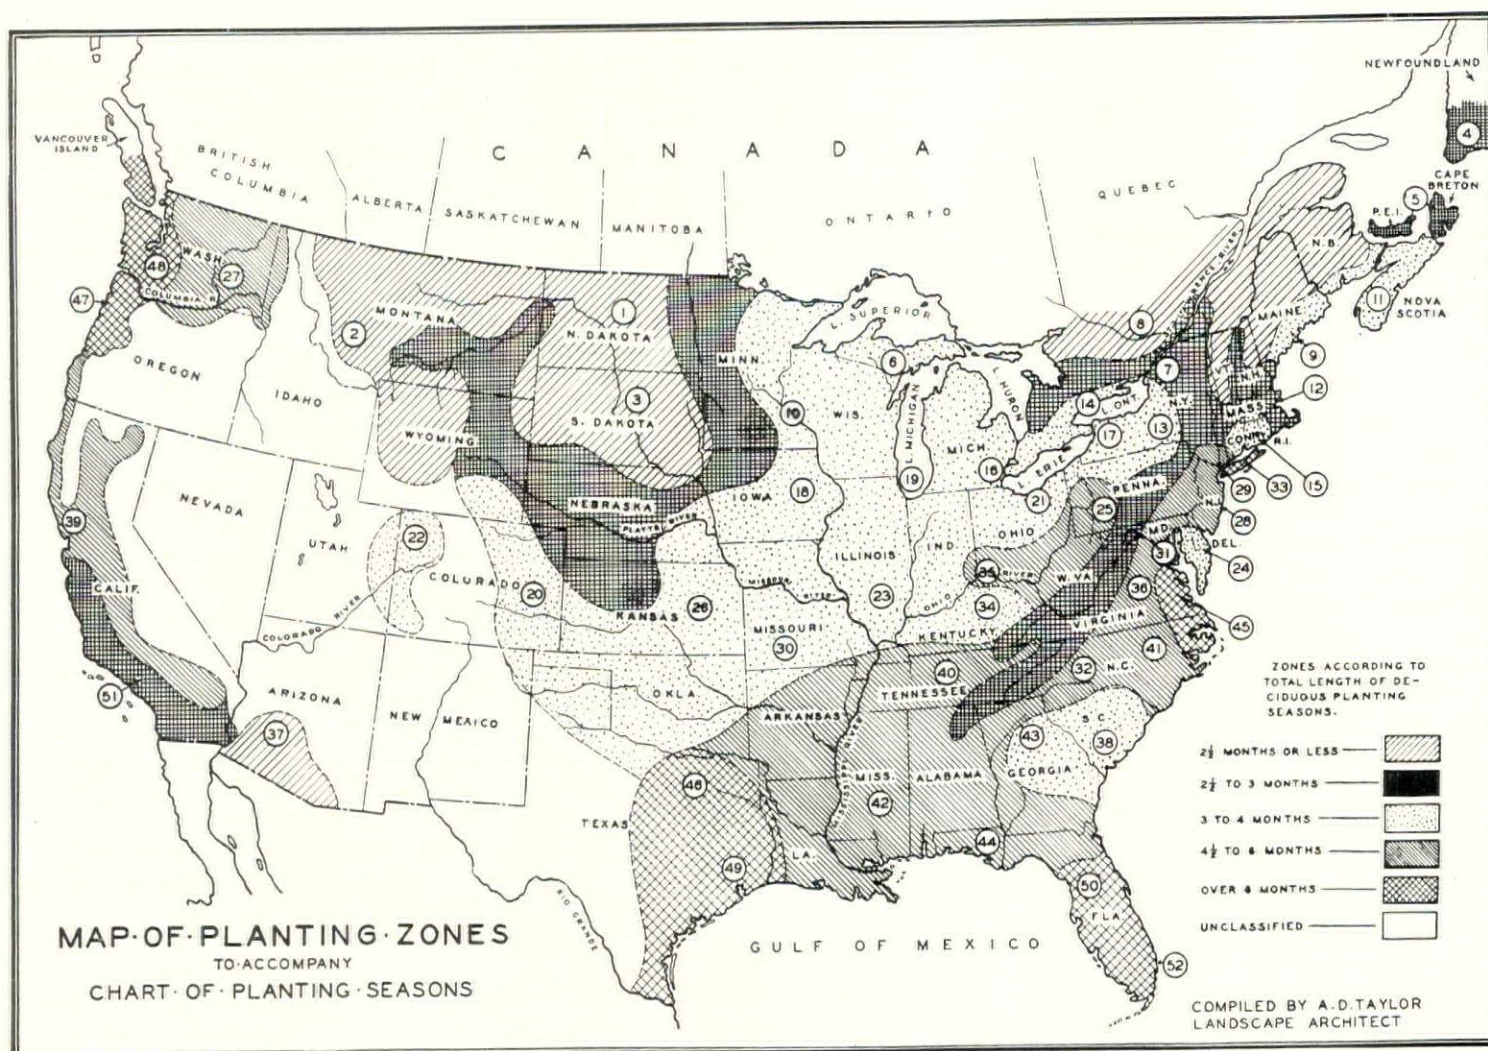 NEWFOUNDLAND
4
VANCOUVER
ISLAND
BRITISH
COLUMBIA
CANADA
ALBERTA
SASKATCHEWAN
MANITOBA
ONTARIO
QUEBEC
CAPE
BRETON
5
P.E.I.
N.B.
11
NOVA
SCOTIA
48
WASH.
27
COLUMBIA R.
47
2
MONTANA
1
N. DAKOTA
MINN.
L. SUPERIOR
6
8
MAINE
9
OREGON
IDAHO
WYOMING
3
S. DAKOTA
WIS.
L. MICHIGAN
MICH.
L. HURON
14
L. ONT.
7
N.Y.
VT.
N.H.
12
MASS.
CONN.
R.I.
17
13
16
L. ERIE
19
21
15
33
29
NEVADA
NEBRASKA
PLATTE RIVER
IOWA
18
PENNA.
25
N.J.
28
39
UTAH
22
OHIO
MD.
DEL.
31
24
CALIF.
COLORADO
20
KANSAS
26
MISSOURI
RIVER
ILLINOIS
IND.
23
35
OHIO RIVER
W. VA.
36
34
KENTUCKY
VIRGINIA
45
COLORADO RIVER
MISSOURI
30
51
ARIZONA
37
NEW MEXICO
OKLA.
ARKANSAS
TENNESSEE
40
32
N.C.
41
S.C.
38
43
GEORGIA
MISSISSIPPI RIVER
MISS.
42
ALABAMA
TEXAS
49
LA.
44
50
FLA.
52
RIO GRANDE
GULF OF MEXICO
ZONES ACCORDING TO
TOTAL LENGTH OF DE-
CIDUOUS PLANTING
SEASONS.
2½ MONTHS OR LESS
2½ TO 3 MONTHS
3 TO 4 MONTHS
4½ TO 6 MONTHS
OVER 6 MONTHS
UNCLASSIFIED
MAP·OF·PLANTING·ZONES
TO·ACCOMPANY
CHART·OF·PLANTING·SEASONS
COMPILED BY A.D.TAYLOR
LANDSCAPE ARCHITECT